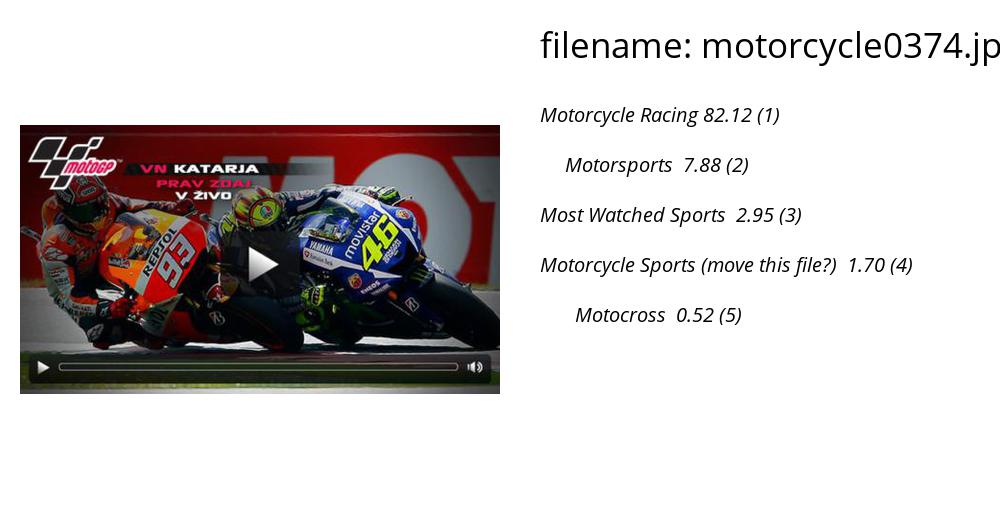 filename: motorcycle0374.jp
Motorcycle Racing 82.12 (1)
Motorsports 7.88 (2)
Most Watched Sports 2.95 (3)
Motorcycle Sports (move this file?) 1.70 (4)
Motocross 0.52 (5)
motoGP™
VN KATARJA
PRAV ZDAJ
V ŽIVO
REPSOL
93
YAMAHA
movistar
46
ENEOS